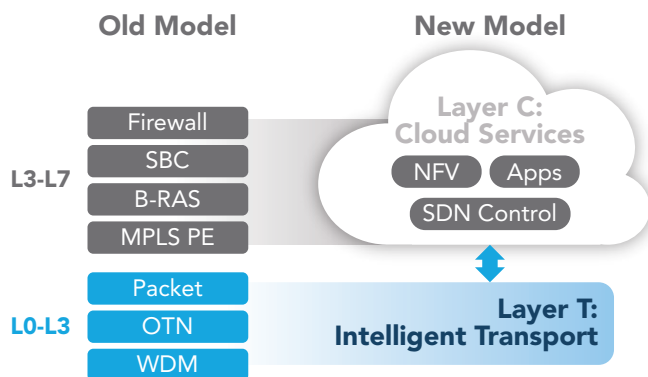 Old Model
New Model
Firewall
SBC
B-RAS
MPLS PE
L3-L7
Layer C:
Cloud Services
NFV
Apps
SDN Control
Packet
OTN
WDM
L0-L3
Layer T:
Intelligent Transport